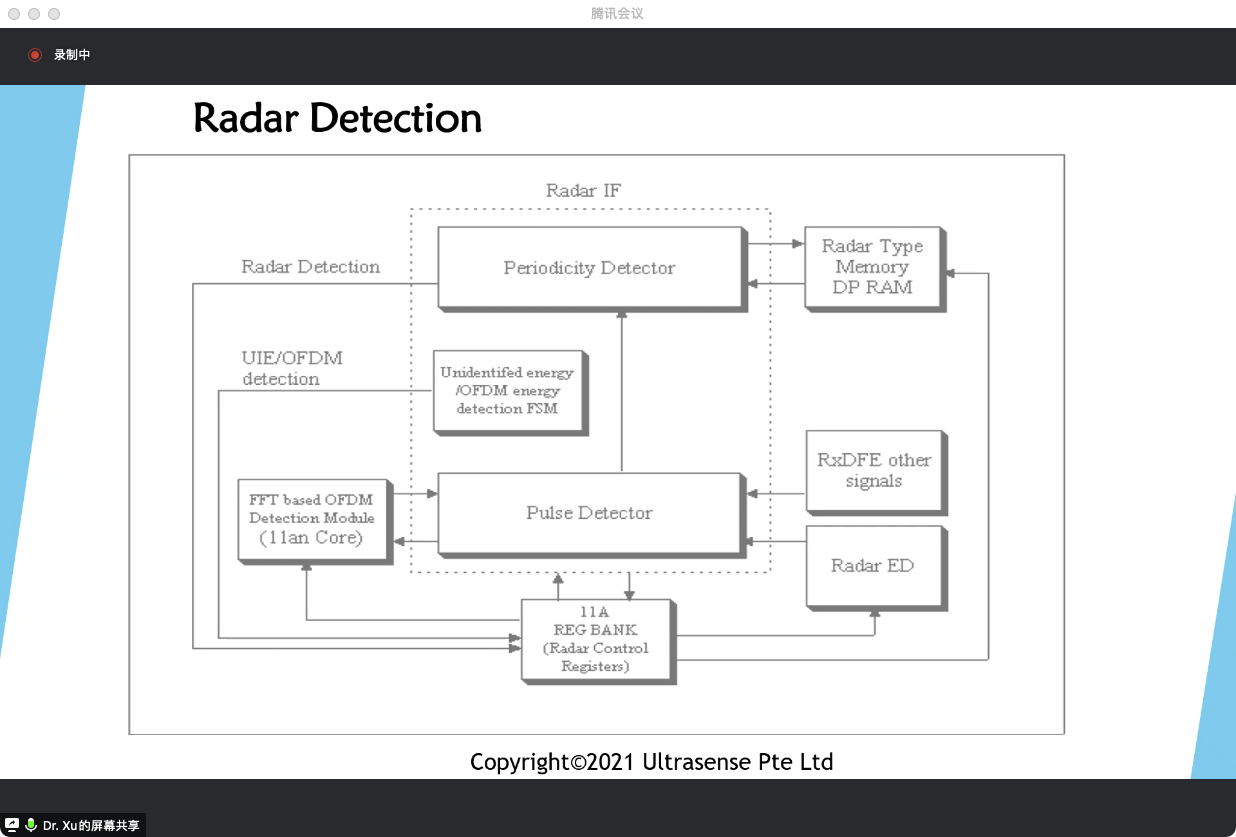 腾讯会议
录制中
Radar Detection
Radar IF
Periodicity Detector
Radar Type
Memory
DP RAM
Radar Detection
UIE/OFDM
detection
Unidentifed energy
/OFDM energy
detection FSM
RxDFE other
signals
FFT based OFDM
Detection Module
(11an Core)
Pulse Detector
Radar ED
11A
REG BANK
(Radar Control
Registers)
Copyright©2021 Ultrasense Pte Ltd
Dr. Xu的屏幕共享